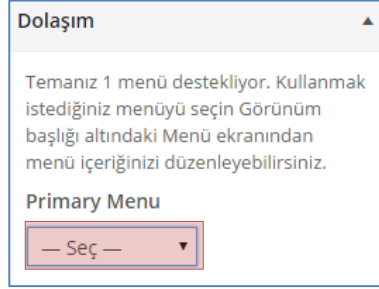 Dolaşım
Temanız 1 menü destekliyor. Kullanmak
istediğiniz menüyü seçin Görünüm
başlığı altındaki Menü ekranından
menü içeriğinizi düzenleyebilirsiniz.
Primary Menu
— Seç —